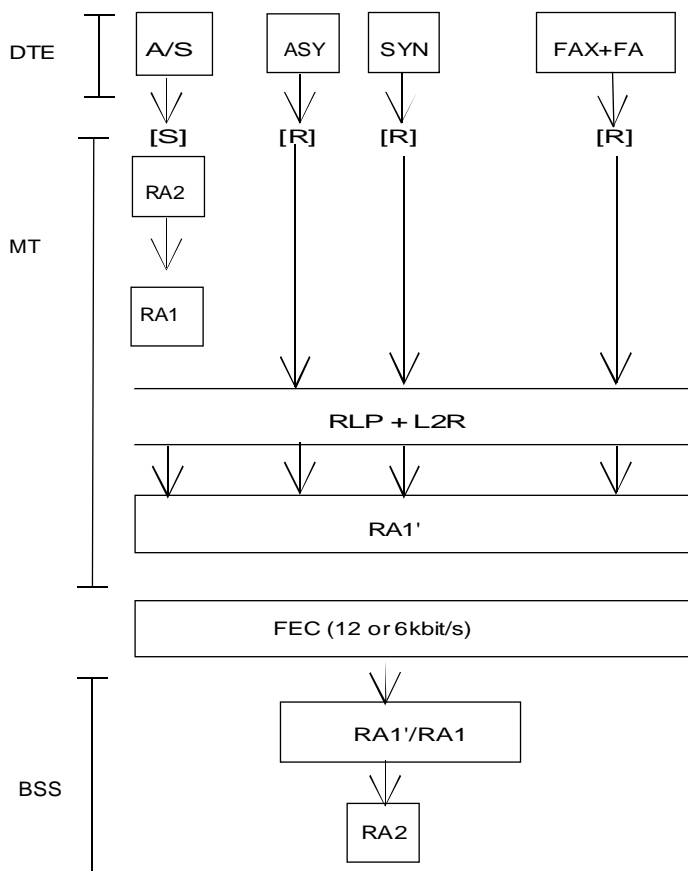 DTE
A/S
ASY
SYN
FAX+FA
[S]
[R]
[R]
[R]
MT
RA2
RA1
RLP + L2R
RA1'
FEC (12 or 6kbit/s)
RA1'/RA1
BSS
RA2